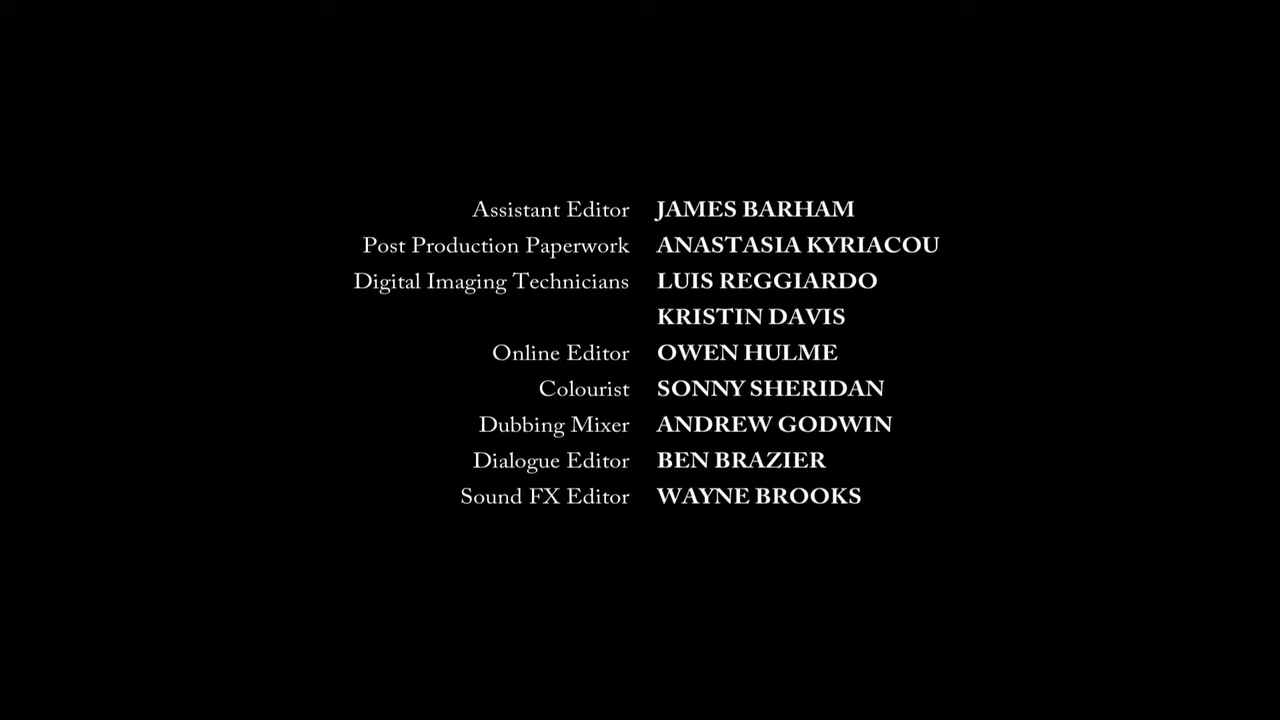 Assistant Editor JAMES BARHAM
Post Production Paperwork ANASTASIA KYRIACOU
Digital Imaging Technicians LUIS REGGIARDO
KRISTIN DAVIS
Online Editor OWEN HULME
Colourist SONNY SHERIDAN
Dubbing Mixer ANDREW GODWIN
Dialogue Editor BEN BRAZIER
Sound FX Editor WAYNE BROOKS